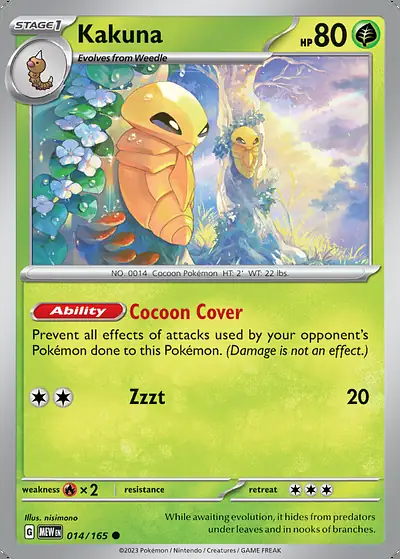 STAGE1
Kakuna
HP 80
Evolves from Weedle
NO. 0014 Cocoon Pokémon HT: 2' WT: 22 lbs.
Ability Cocoon Cover
Prevent all effects of attacks used by your opponent's
Pokémon done to this Pokémon. (Damage is not an effect.)
Zzzt 20
weakness ×2 resistance retreat
Illus. nisimono
G MEW EN 014/165
While awaiting evolution, it hides from predators
under leaves and in nooks of branches.
©2023 Pokémon / Nintendo / Creatures / GAME FREAK